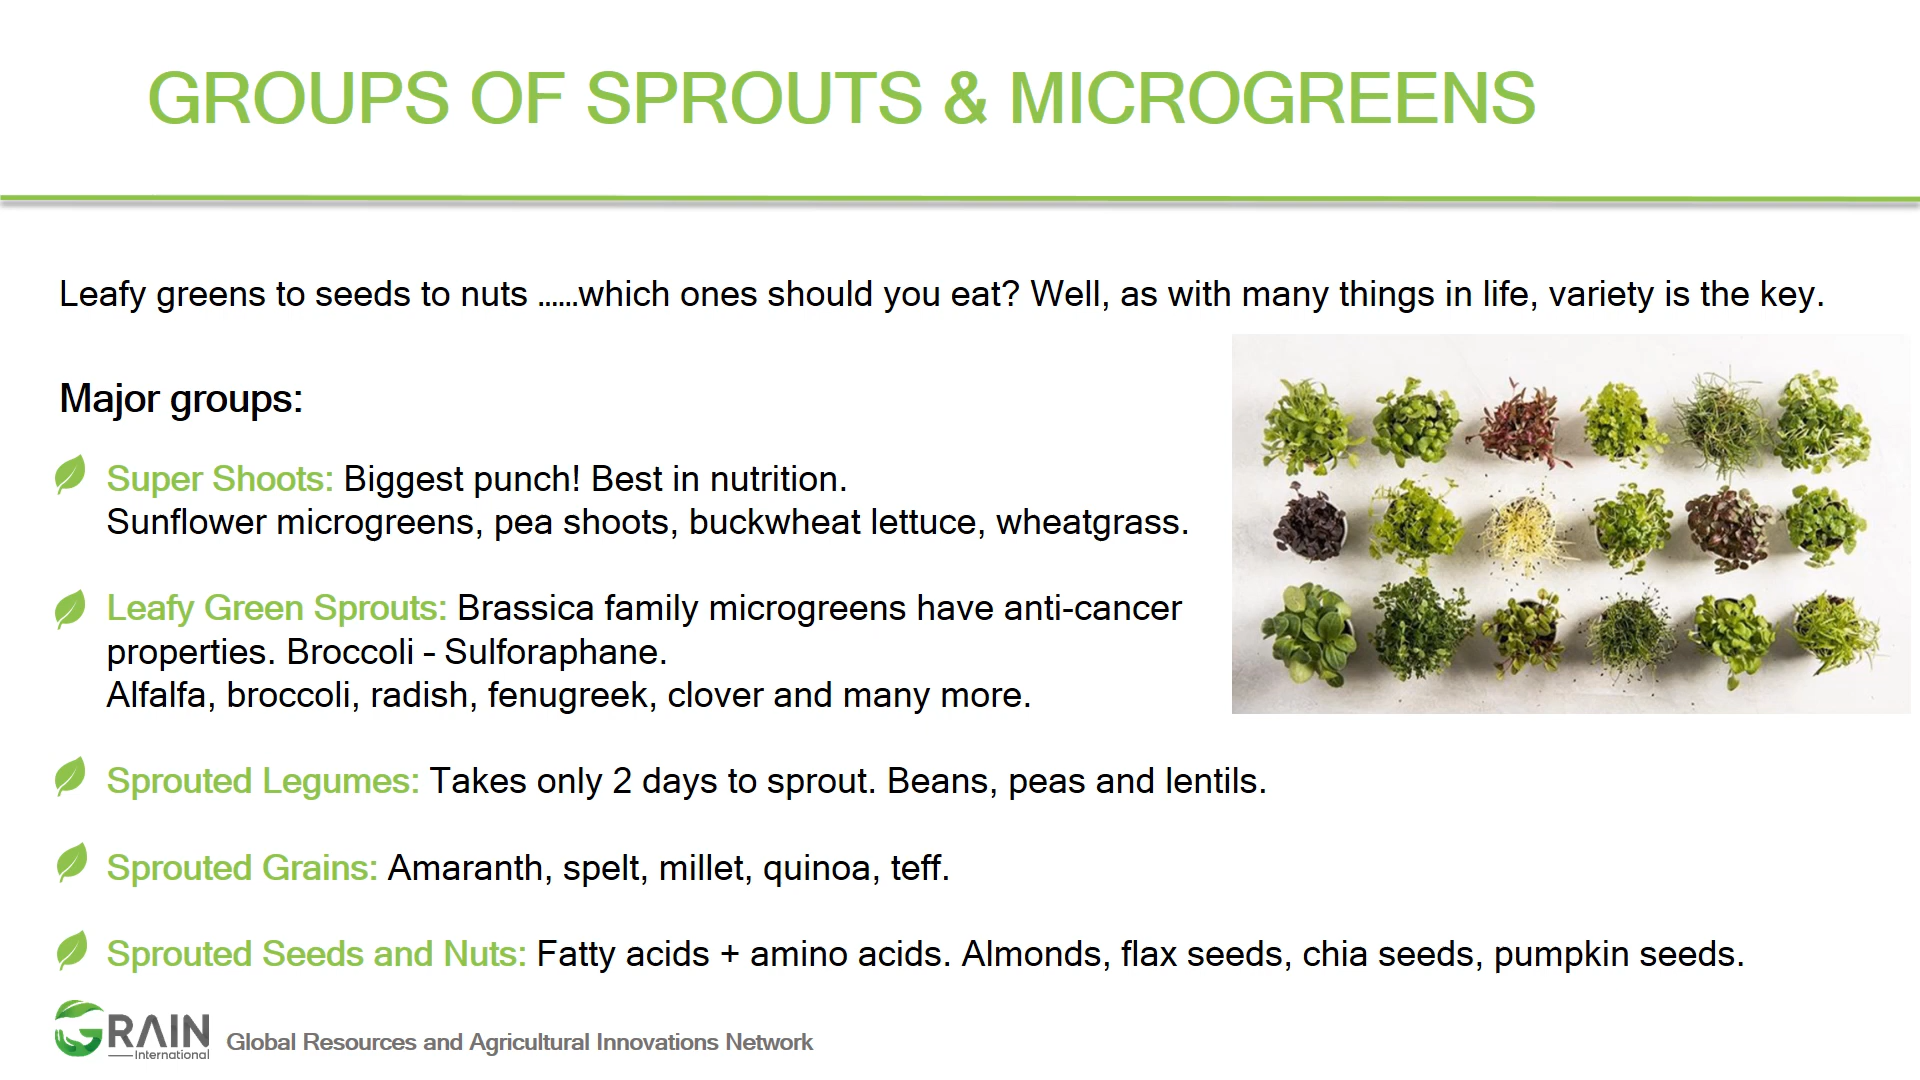 GROUPS OF SPROUTS & MICROGREENS
Leafy greens to seeds to nuts ......which ones should you eat? Well, as with many things in life, variety is the key.
Major groups:
Super Shoots: Biggest punch! Best in nutrition.
Sunflower microgreens, pea shoots, buckwheat lettuce, wheatgrass.
Leafy Green Sprouts: Brassica family microgreens have anti-cancer
properties. Broccoli - Sulforaphane.
Alfalfa, broccoli, radish, fenugreek, clover and many more.
Sprouted Legumes: Takes only 2 days to sprout. Beans, peas and lentils.
Sprouted Grains: Amaranth, spelt, millet, quinoa, teff.
Sprouted Seeds and Nuts: Fatty acids + amino acids. Almonds, flax seeds, chia seeds, pumpkin seeds.
GRAIN
International
Global Resources and Agricultural Innovations Network